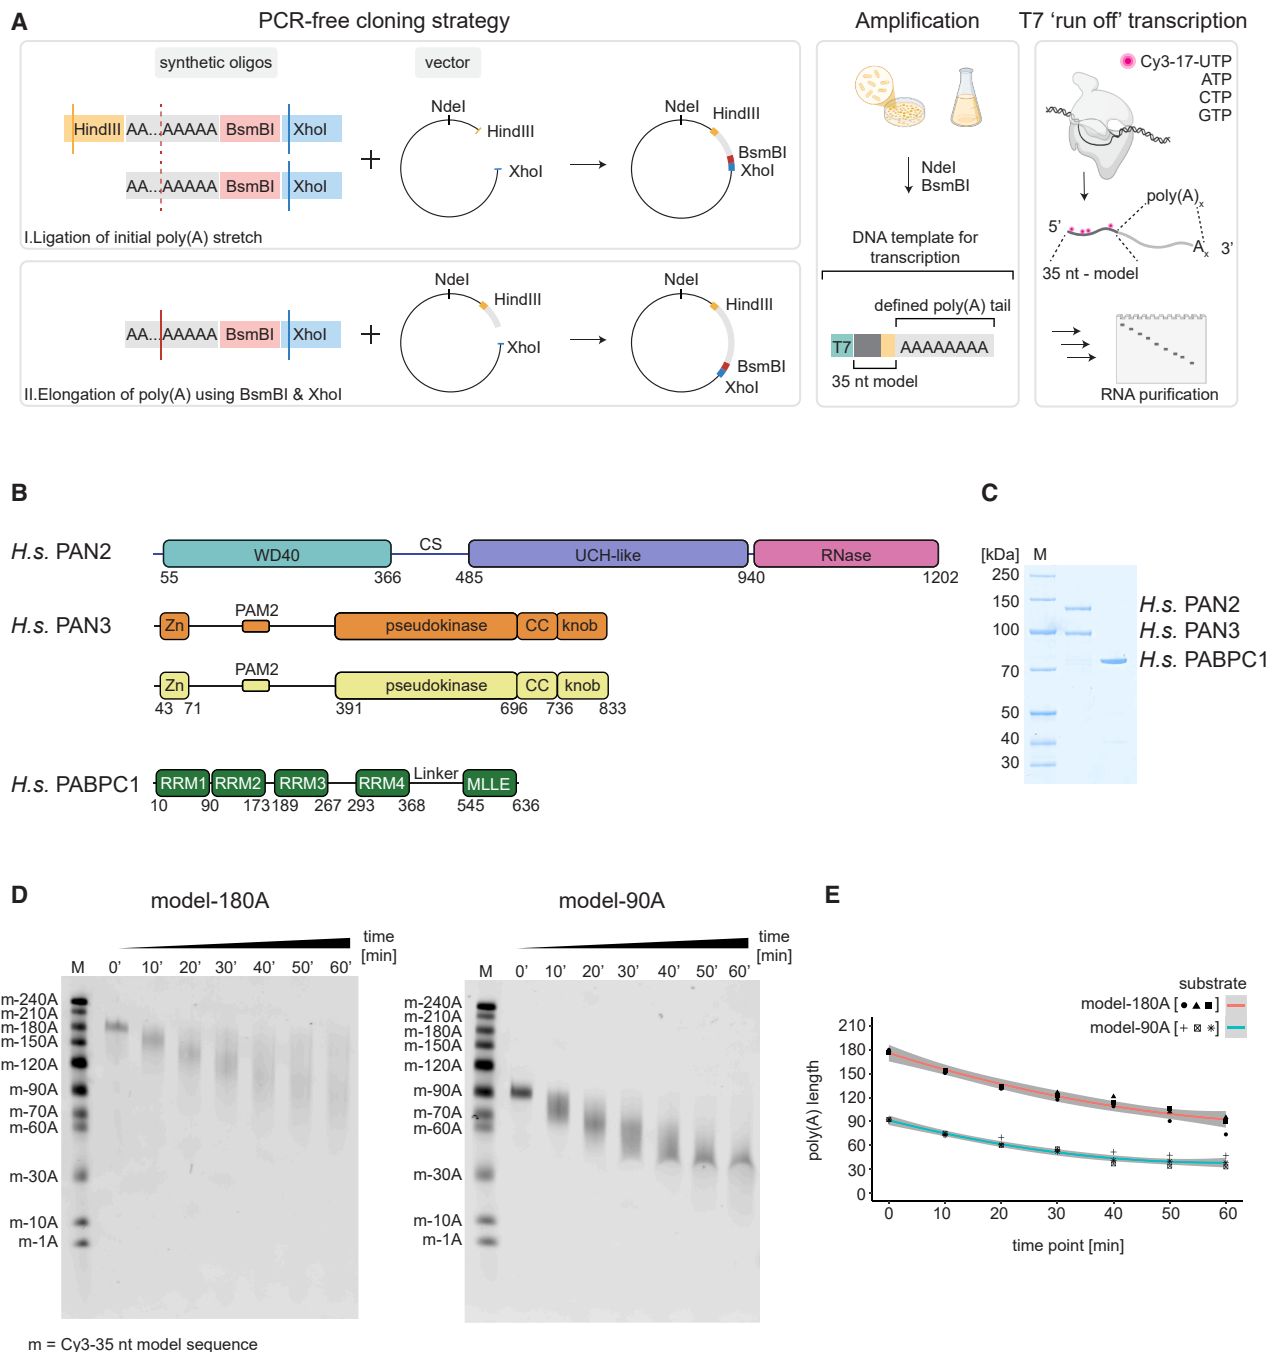 A
PCR-free cloning strategy
Amplification
T7 ‘run off’ transcription
synthetic oligos
vector
HindIII AA...AAAAA BsmBI XhoI
AA...AAAAA BsmBI XhoI
+
NdeI
HindIII
XhoI
NdeI
HindIII
BsmBI
XhoI
I.Ligation of initial poly(A) stretch
AA...AAAAA BsmBI XhoI
+
NdeI
HindIII
XhoI
NdeI
HindIII
BsmBI
XhoI
II.Elongation of poly(A) using BsmBI & XhoI
NdeI
BsmBI
DNA template for
transcription
defined poly(A) tail
T7 AAAAAAAA
35 nt model
Cy3-17-UTP
ATP
CTP
GTP
poly(A)x
5’
Ax 3’
35 nt - model
RNA purification
B
H.s. PAN2
WD40 CS UCH-like RNase
55 366 485 940 1202
H.s. PAN3
Zn PAM2 pseudokinase CC knob
Zn PAM2 pseudokinase CC knob
43 71 391 696 736 833
H.s. PABPC1
RRM1 RRM2 RRM3 RRM4 Linker MLLE
10 90 173 189 267 293 368 545 636
C
[kDa] M
250
150
100
70
50
40
30
H.s. PAN2
H.s. PAN3
H.s. PABPC1
D
model-180A
time
[min]
M 0’ 10’ 20’ 30’ 40’ 50’ 60’
m-240A
m-210A
m-180A
m-150A
m-120A
m-90A
m-70A
m-60A
m-30A
m-10A
m-1A
model-90A
time
[min]
M 0’ 10’ 20’ 30’ 40’ 50’ 60’
m-240A
m-210A
m-180A
m-150A
m-120A
m-90A
m-70A
m-60A
m-30A
m-10A
m-1A
m = Cy3-35 nt model sequence
E
substrate
model-180A [● ▲ ■]
model-90A [+ ⊠ ✳]
poly(A) length
210
180
150
120
90
60
30
0
0 10 20 30 40 50 60
time point [min]